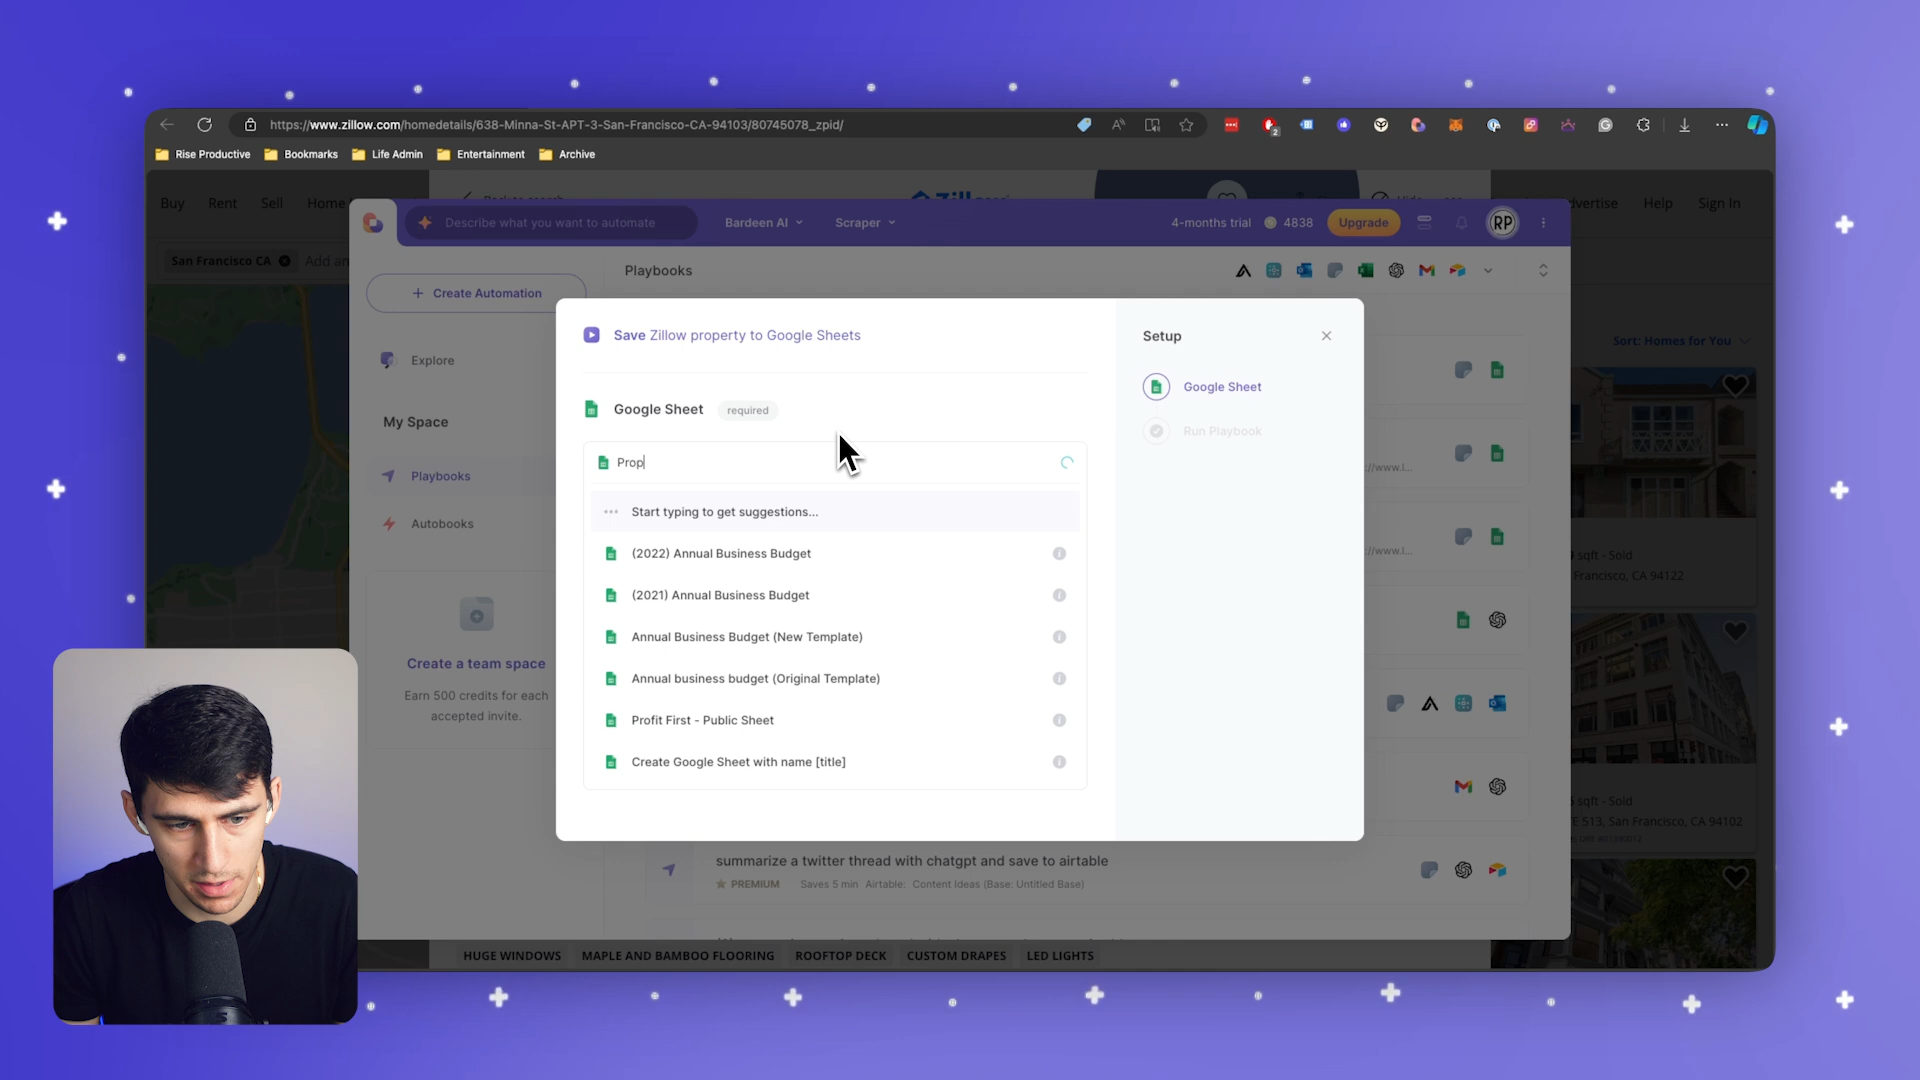 https://www.zillow.com/homedetails/638-Minna-St-APT-3-San-Francisco-CA-94103/80745078_zpid/
2
Rise Productive
Bookmarks
Life Admin
Entertainment
Archive
Buy
Rent
Sell
Home
Help
Sign In
Describe what you want to automate
Bardeen AI
Scraper
4-months trial
4838
Upgrade
RP
San Francisco CA
Add an
+ Create Automation
Playbooks
Save Zillow property to Google Sheets
Setup
Sort: Homes for You
Explore
Google Sheet
required
Google Sheet
My Space
Run Playbook
Prop
Playbooks
://www.l...
Start typing to get suggestions...
Autobooks
(2022) Annual Business Budget
://www.l...
sqft - Sold
Francisco, CA 94122
(2021) Annual Business Budget
Annual Business Budget (New Template)
Create a team space
Annual business budget (Original Template)
Earn 500 credits for each
accepted invite.
Profit First - Public Sheet
Create Google Sheet with name [title]
sqft - Sold
E 513, San Francisco, CA 94102
summarize a twitter thread with chatgpt and save to airtable
PREMIUM
Saves 5 min
Airtable: Content Ideas (Base: Untitled Base)
HUGE WINDOWS
MAPLE AND BAMBOO FLOORING
ROOFTOP DECK
CUSTOM DRAPES
LED LIGHTS